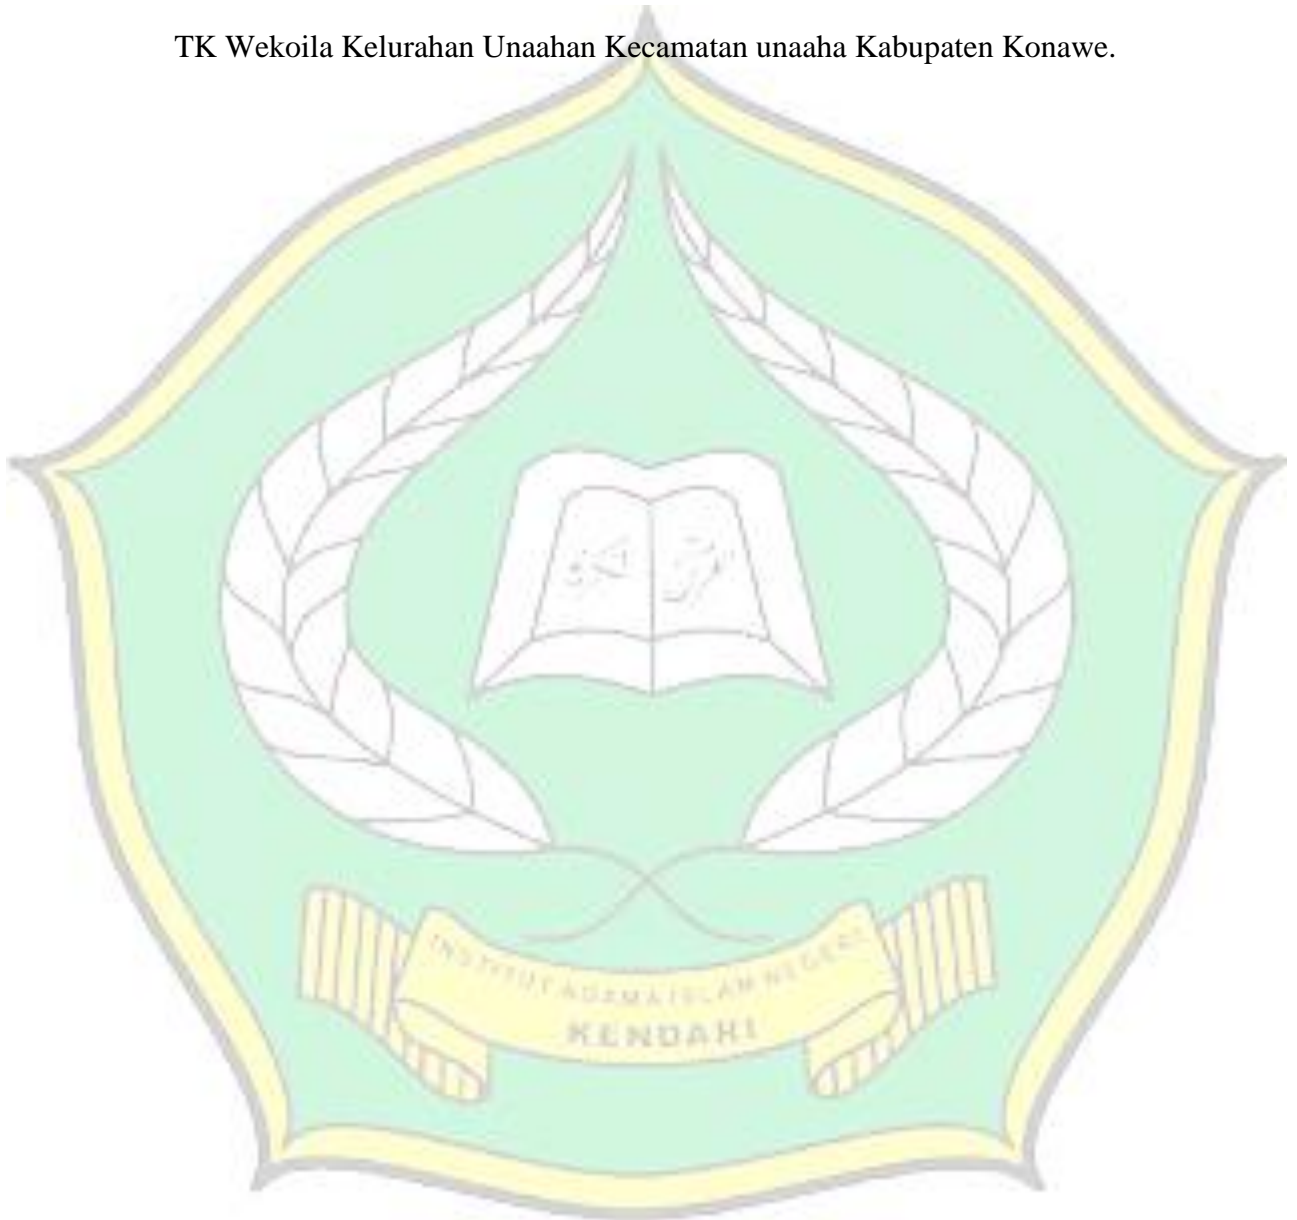 TK Wekoila Kelurahan Unaahan Kecamatan unaaha Kabupaten Konawe.
INSTITUT AGAMA ISLAM NEGERI
KENDARI